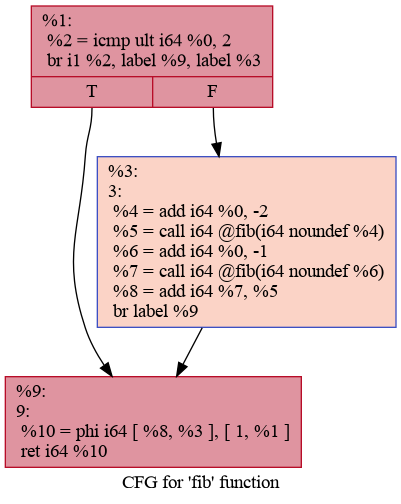 %1:
%2 = icmp ult i64 %0, 2
br i1 %2, label %9, label %3
T F
%3:
3:
%4 = add i64 %0, -2
%5 = call i64 @fib(i64 noundef %4)
%6 = add i64 %0, -1
%7 = call i64 @fib(i64 noundef %6)
%8 = add i64 %7, %5
br label %9
%9:
9:
%10 = phi i64 [ %8, %3 ], [ 1, %1 ]
ret i64 %10
CFG for 'fib' function